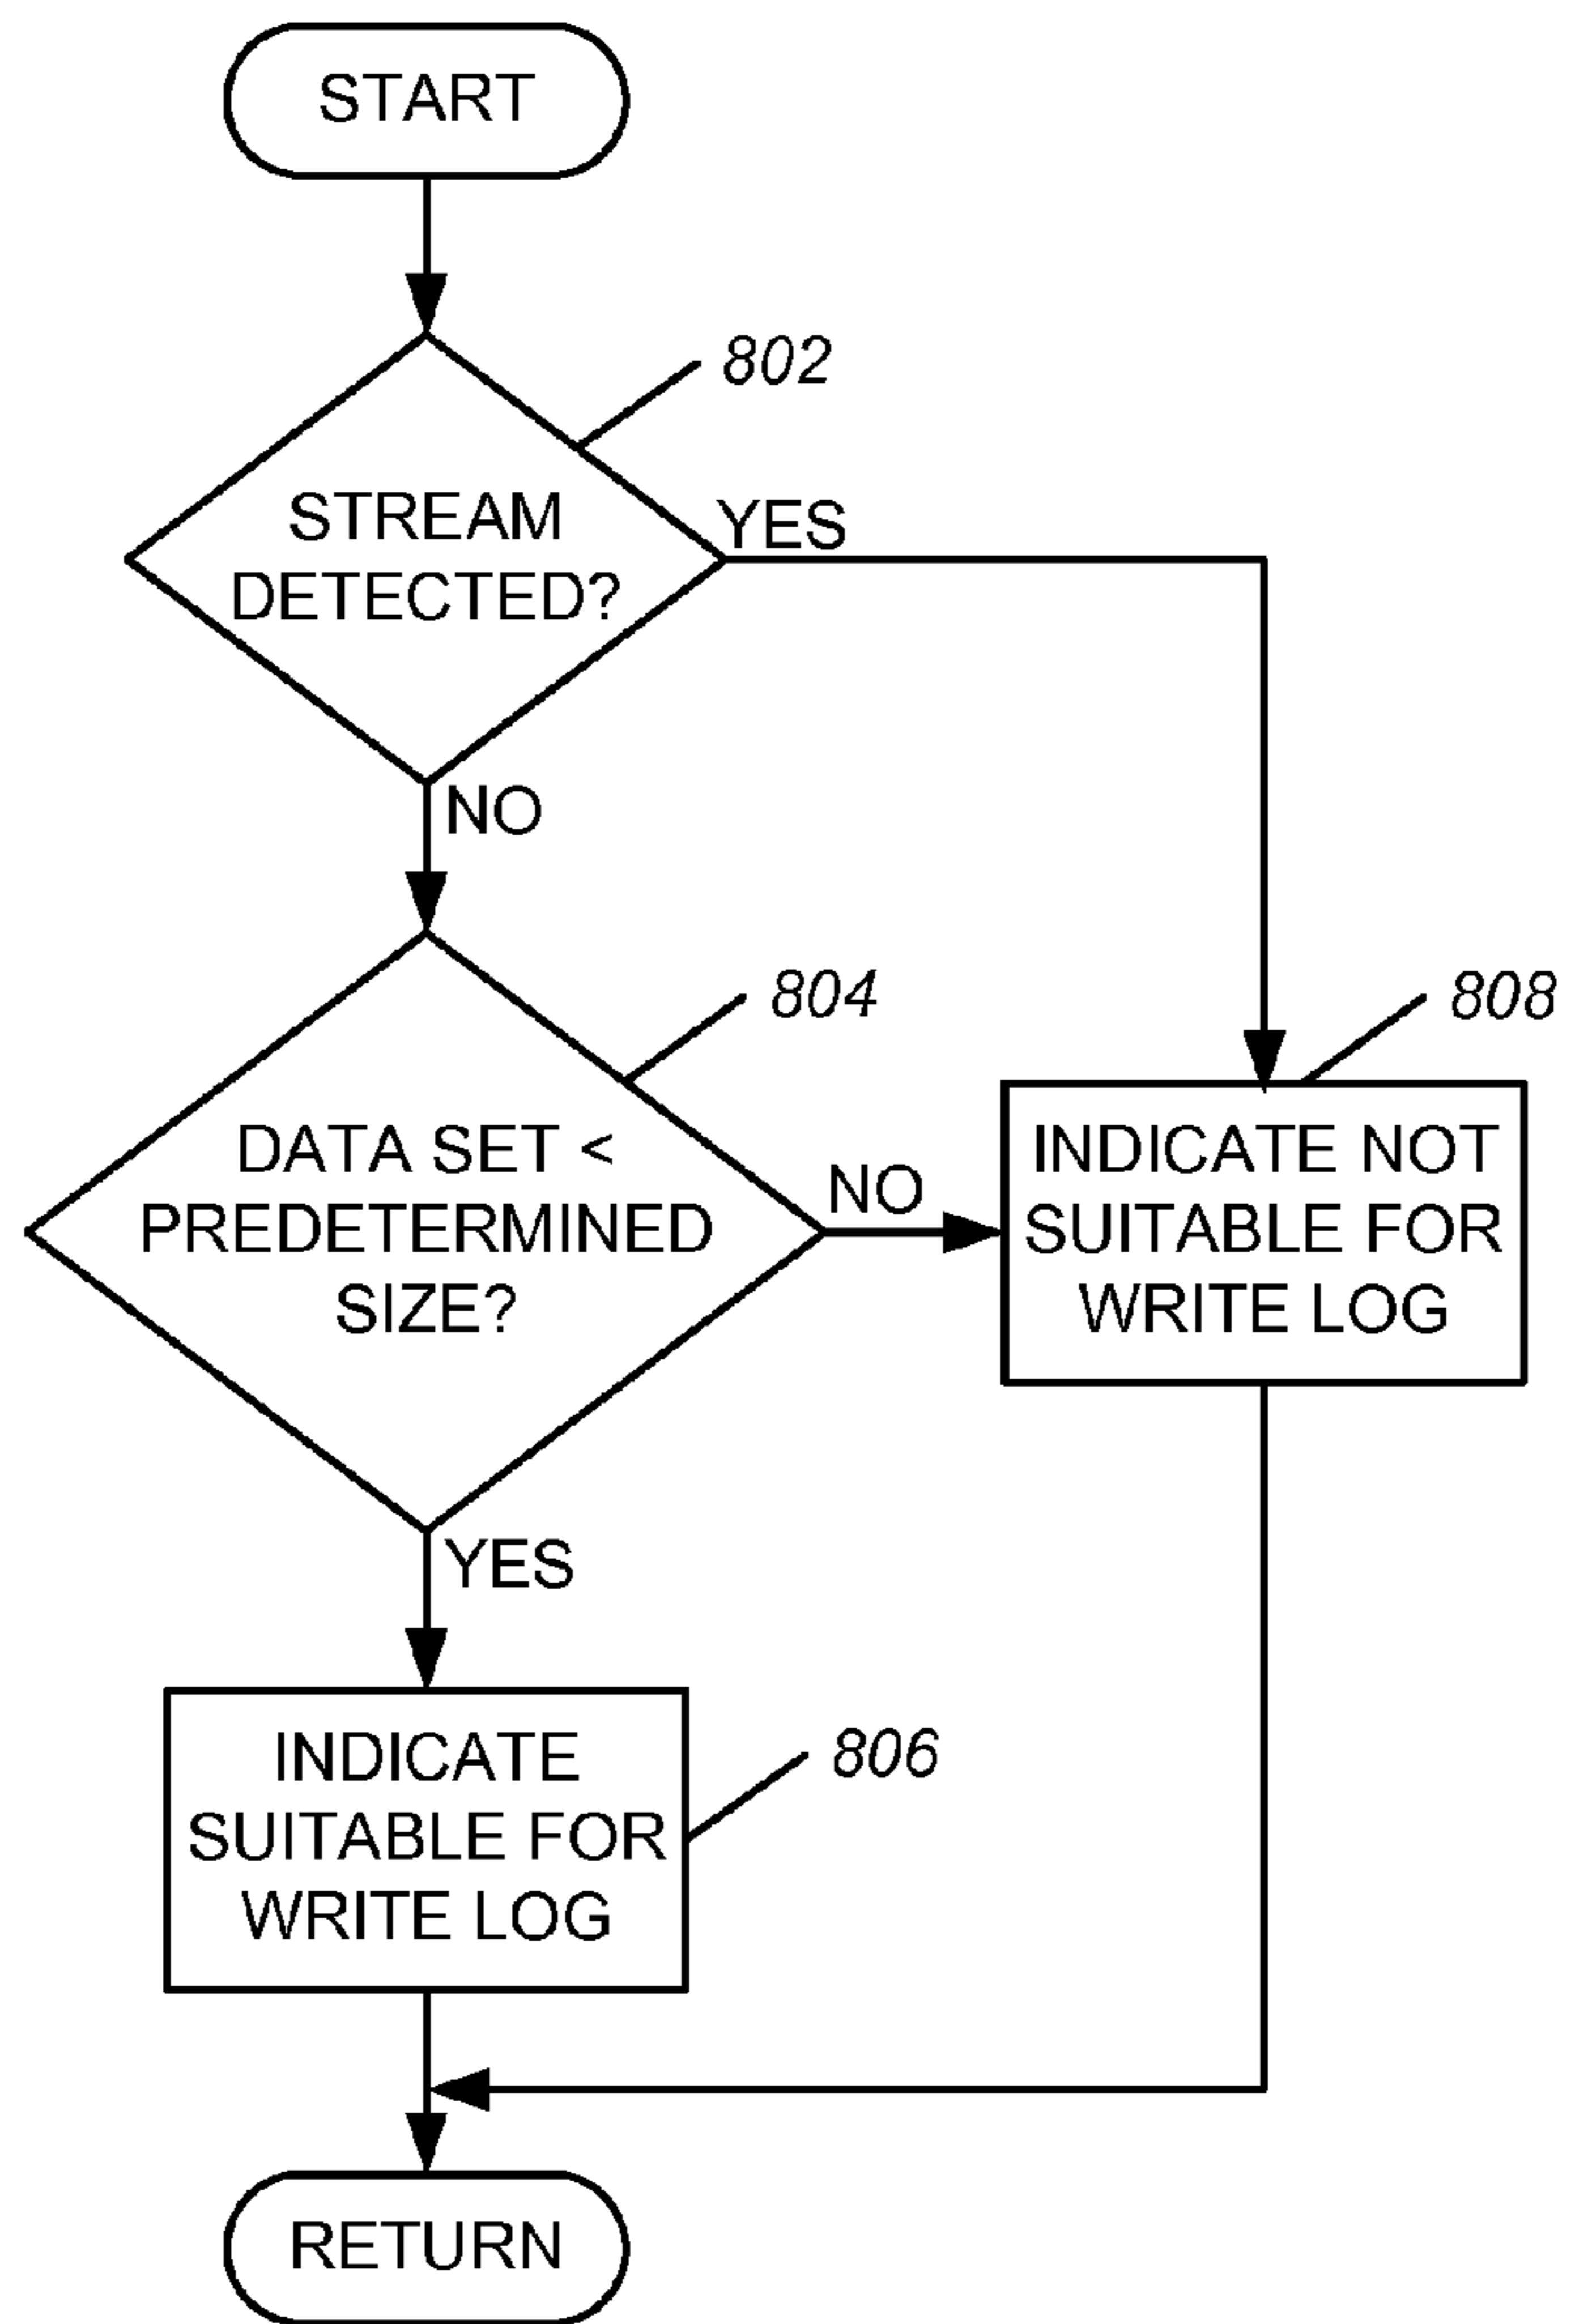 START
802
STREAM
DETECTED?
YES
NO
804
DATA SET <
PREDETERMINED
SIZE?
NO
808
INDICATE NOT
SUITABLE FOR
WRITE LOG
YES
INDICATE
SUITABLE FOR
WRITE LOG
806
RETURN